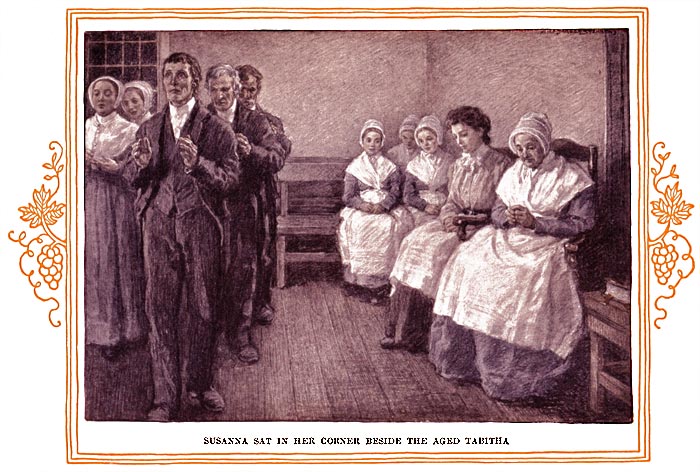 SUSANNA SAT IN HER CORNER BESIDE THE AGED TABITHA